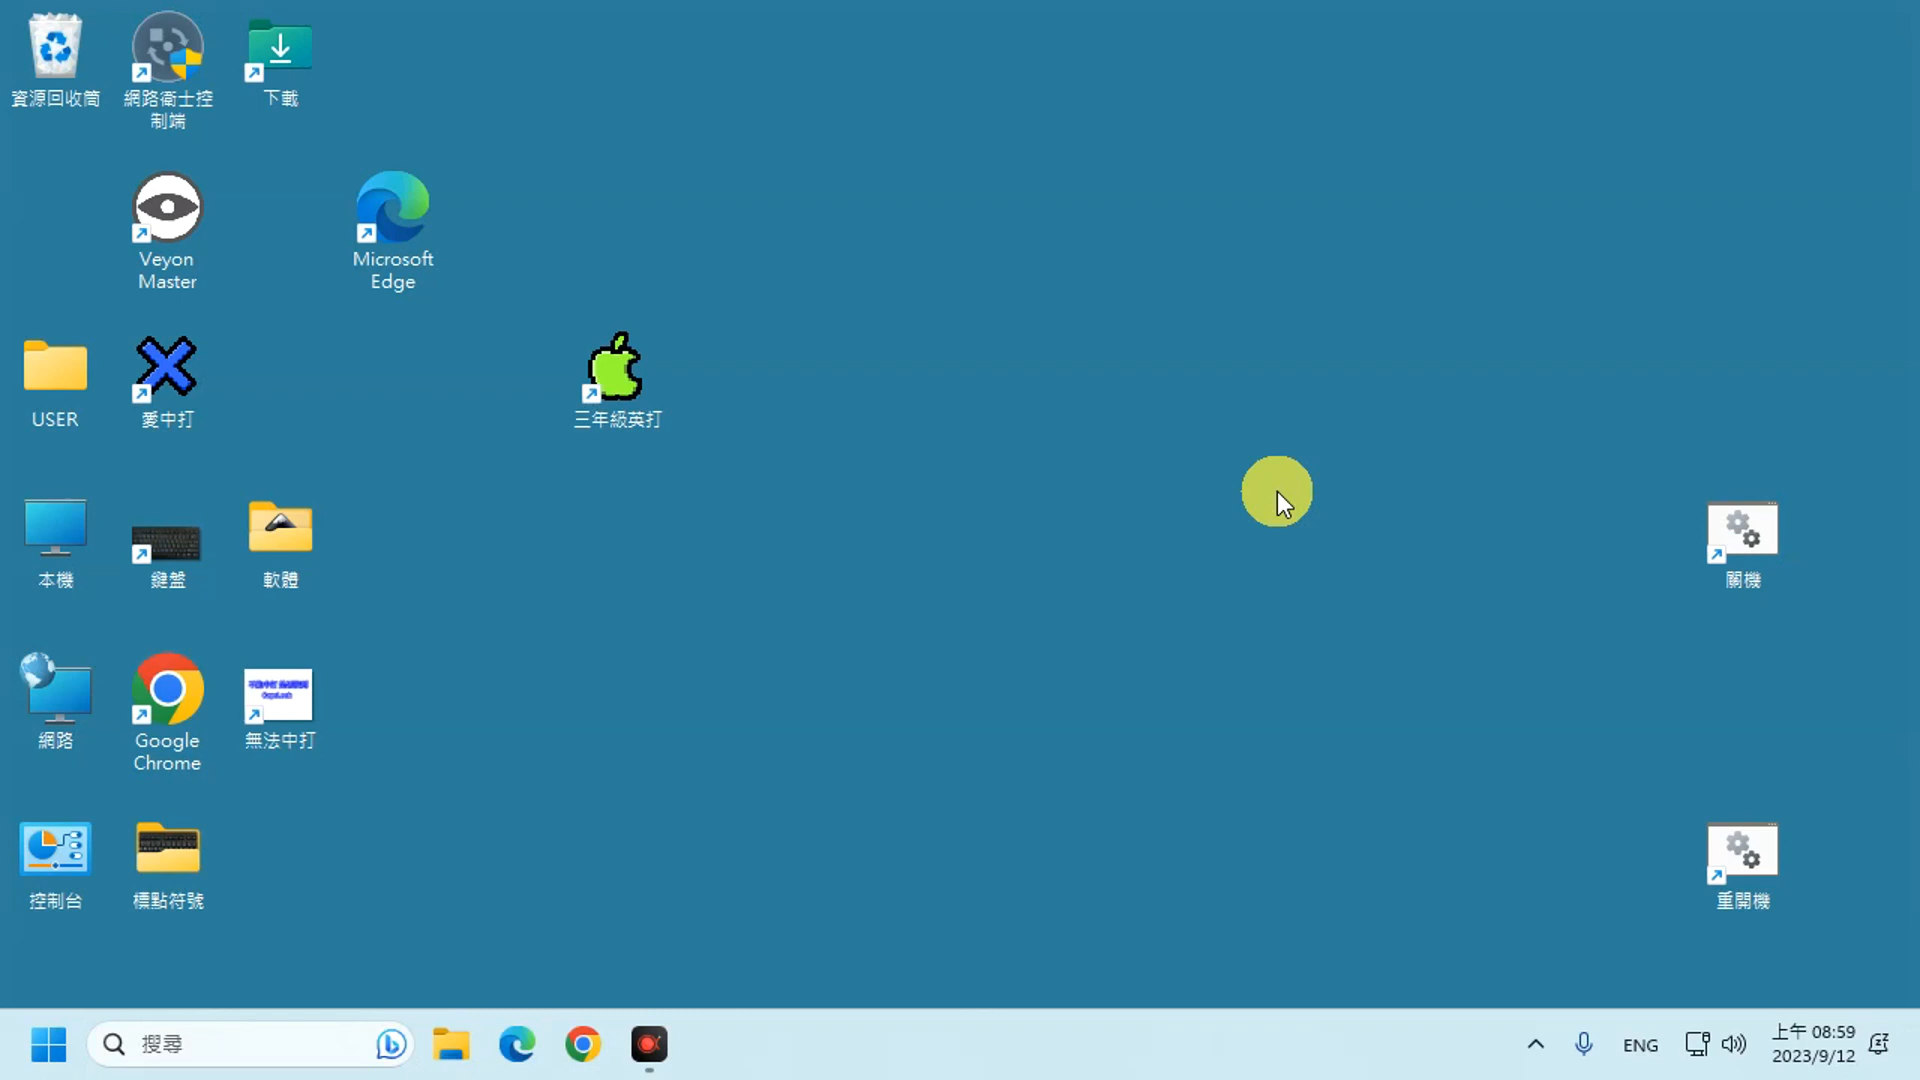 資源回收筒
網路衛士控
制端
下載
Veyon
Master
Microsoft
Edge
USER
愛中打
三年級英打
本機
鍵盤
軟體
關機
網路
Google
Chrome
無法中打
控制台
標點符號
重開機
搜尋
ENG
上午 08:59
2023/9/12